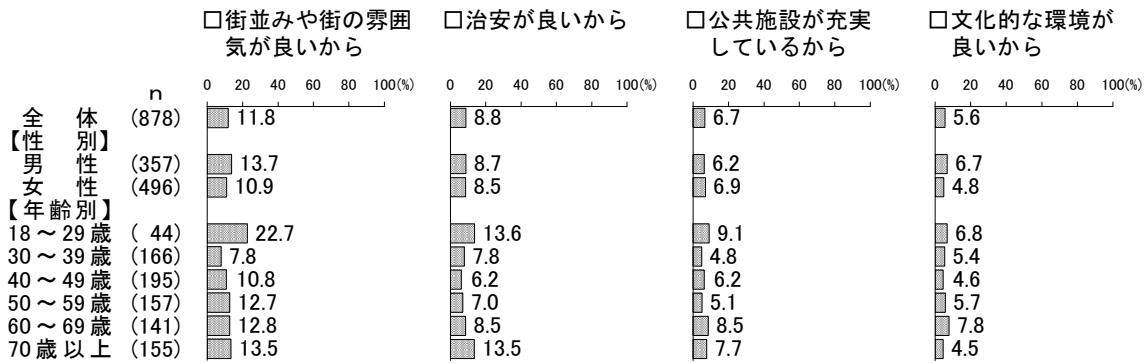 □街並みや街の雰囲気が良いから
□治安が良いから
□公共施設が充実しているから
□文化的な環境が良いから
0 20 40 60 80 100(%)
0 20 40 60 80 100(%)
0 20 40 60 80 100(%)
0 20 40 60 80 100(%)
n
全体 (878) 11.8 8.8 6.7 5.6
【性別】
男性 (357) 13.7 8.7 6.2 6.7
女性 (496) 10.9 8.5 6.9 4.8
【年齢別】
18～29歳 ( 44) 22.7 13.6 9.1 6.8
30～39歳 (166) 7.8 7.8 4.8 5.4
40～49歳 (195) 10.8 6.2 6.2 4.6
50～59歳 (157) 12.7 7.0 5.1 5.7
60～69歳 (141) 12.8 8.5 8.5 7.8
70歳以上 (155) 13.5 13.5 7.7 4.5